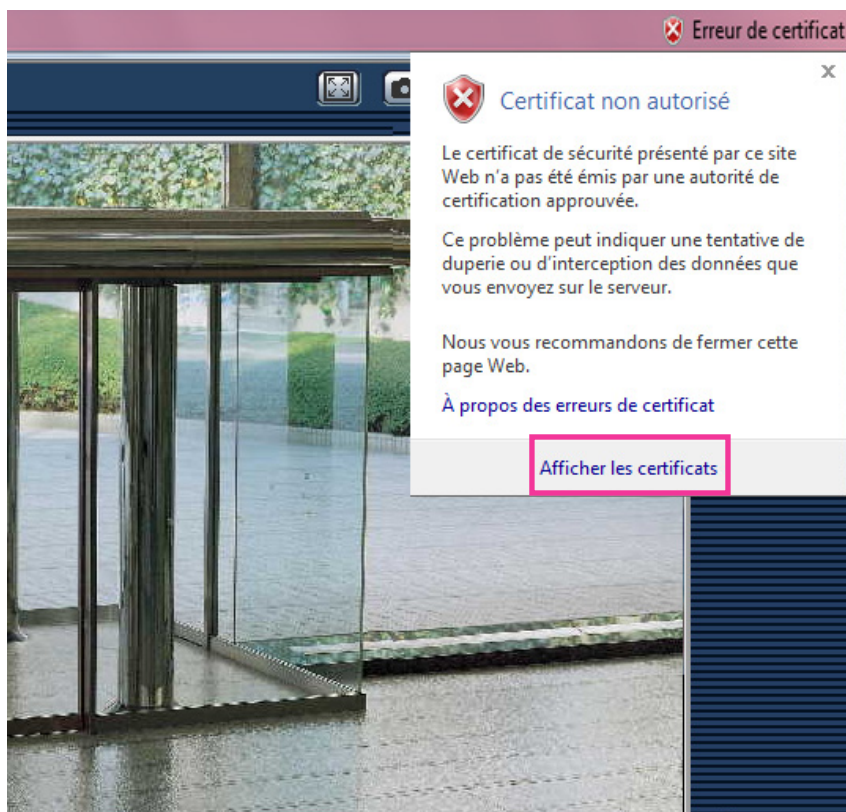 Erreur de certificat
x
Certificat non autorisé
Le certificat de sécurité présenté par ce site
Web n'a pas été émis par une autorité de
certification approuvée.
Ce problème peut indiquer une tentative de
duperie ou d'interception des données que
vous envoyez sur le serveur.
Nous vous recommandons de fermer cette
page Web.
À propos des erreurs de certificat
Afficher les certificats